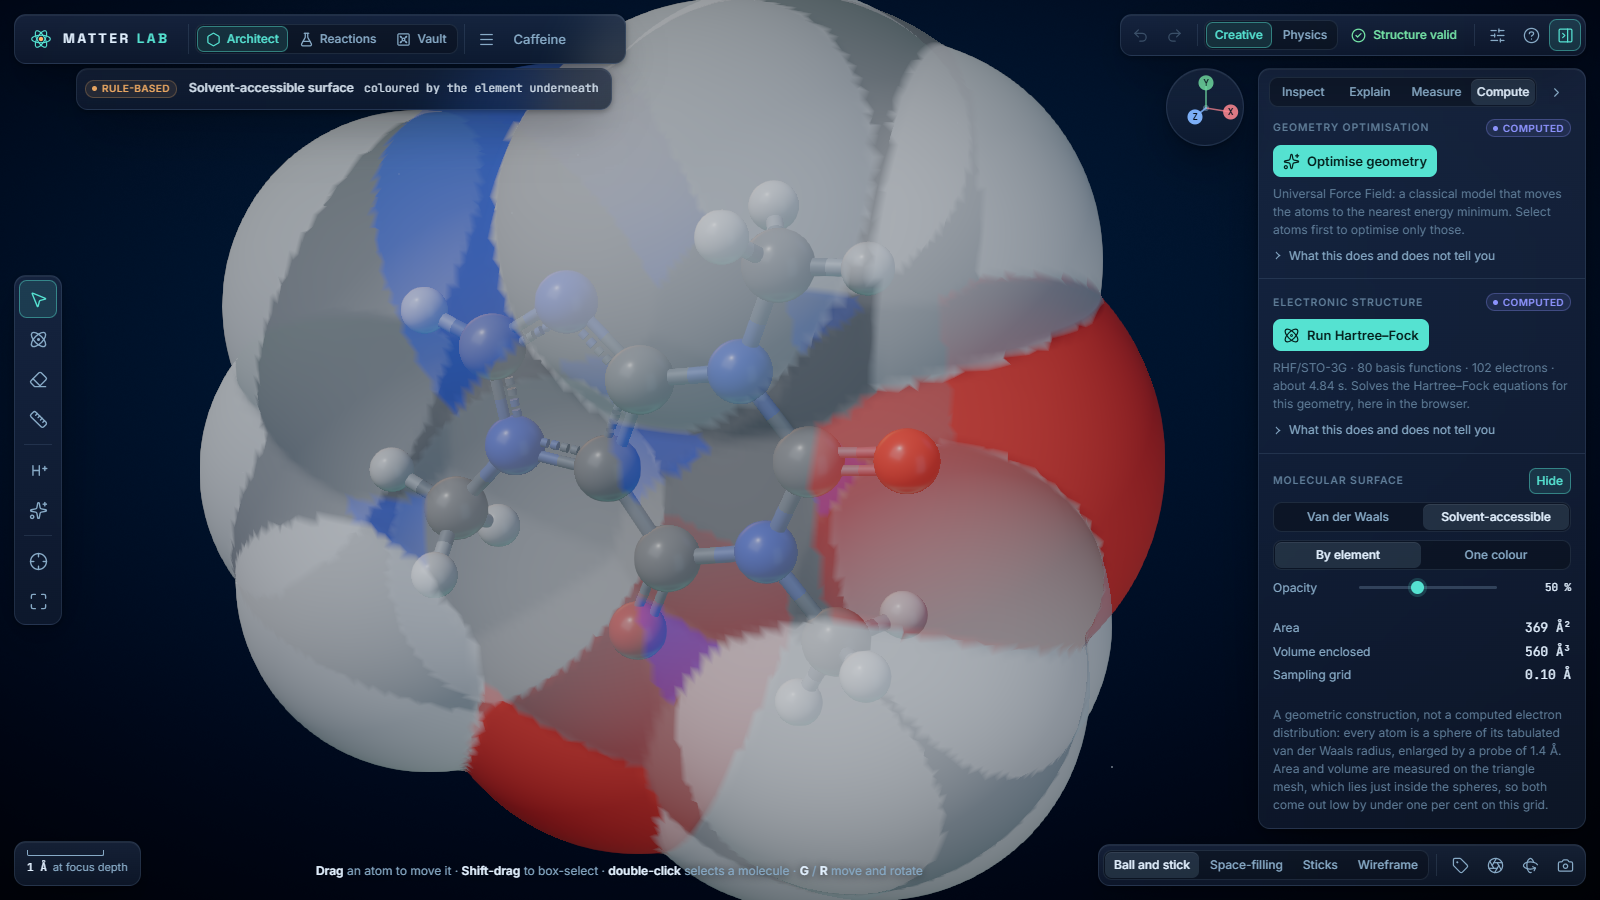 MATTER LAB
Architect
Reactions
Vault
Caffeine
Creative
Physics
Structure valid
RULE-BASED
Solvent-accessible surface coloured by the element underneath
Y
X
Z
Inspect
Explain
Measure
Compute
GEOMETRY OPTIMISATION
COMPUTED
Optimise geometry
Universal Force Field: a classical model that moves
the atoms to the nearest energy minimum. Select
atoms first to optimise only those.
What this does and does not tell you
ELECTRONIC STRUCTURE
COMPUTED
Run Hartree–Fock
RHF/STO-3G · 80 basis functions · 102 electrons ·
about 4.84 s. Solves the Hartree–Fock equations for
this geometry, here in the browser.
What this does and does not tell you
MOLECULAR SURFACE
Hide
Van der Waals
Solvent-accessible
By element
One colour
Opacity
50 %
Area
369 Å²
Volume enclosed
560 Å³
Sampling grid
0.10 Å
A geometric construction, not a computed electron
distribution: every atom is a sphere of its tabulated
van der Waals radius, enlarged by a probe of 1.4 Å.
Area and volume are measured on the triangle
mesh, which lies just inside the spheres, so both
come out low by under one per cent on this grid.
H+
1 Å at focus depth
Drag an atom to move it · Shift-drag to box-select · double-click selects a molecule · G / R move and rotate
Ball and stick
Space-filling
Sticks
Wireframe